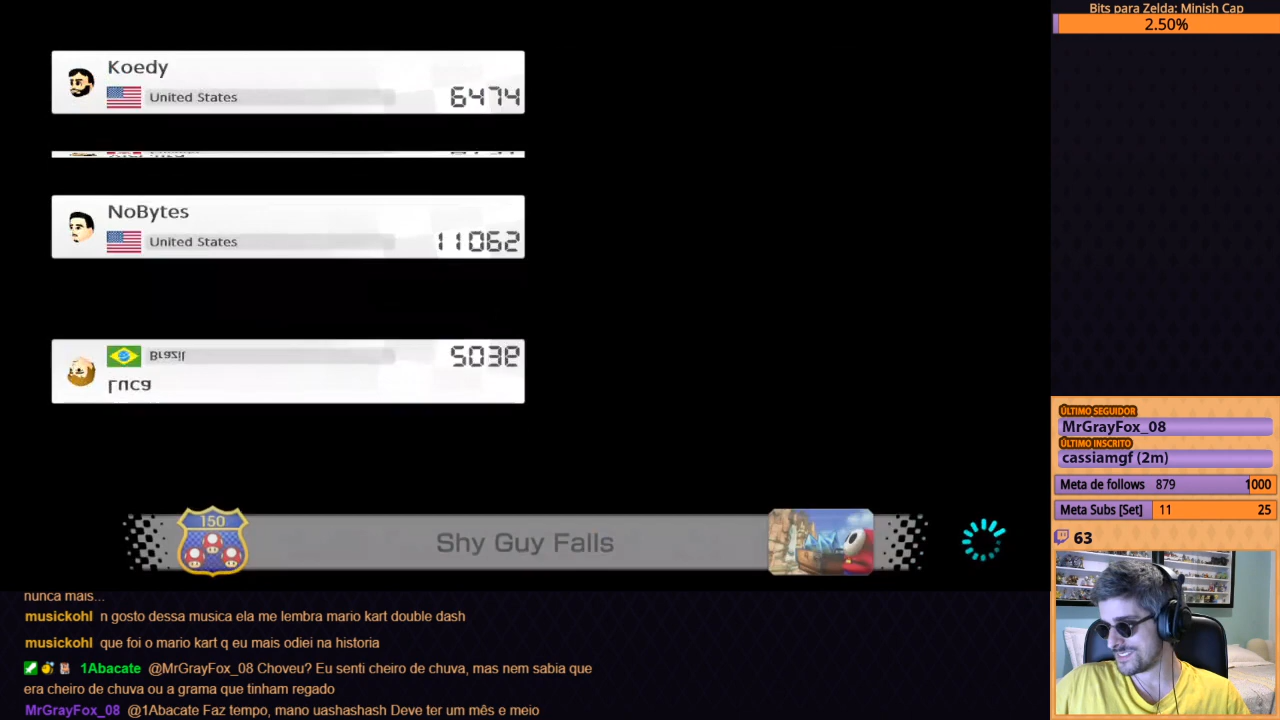 Bits para Zelda: Minish Cap
2.50%
Koedy
United States
6474
NoBytes
United States
11062
Brazil
Luca
150
Shy Guy Falls
ÚLTIMO SEGUIDOR
MrGrayFox_08
ÚLTIMO INSCRITO
cassiamgf (2m)
Meta de follows 879 1000
Meta Subs [Set] 11 25
63
nunca mais...
musickohl n gosto dessa musica ela me lembra mario kart double dash
musickohl que foi o mario kart q eu mais odiei na historia
1Abacate @MrGrayFox_08 Choveu? Eu senti cheiro de chuva, mas nem sabia que
era cheiro de chuva ou a grama que tinham regado
MrGrayFox_08 @1Abacate Faz tempo, mano uashashash Deve ter um mês e meio